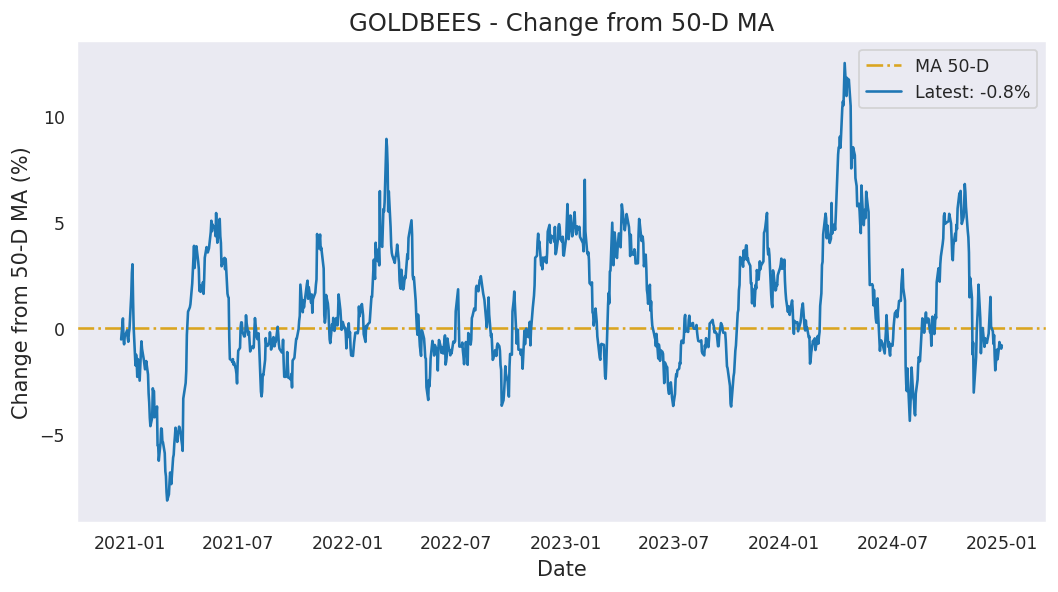 GOLDBEES - Change from 50-D MA
MA 50-D
Latest: -0.8%
Change from 50-D MA (%)
10
5
0
−5
2021-01 2021-07 2022-01 2022-07 2023-01 2023-07 2024-01 2024-07 2025-01
Date